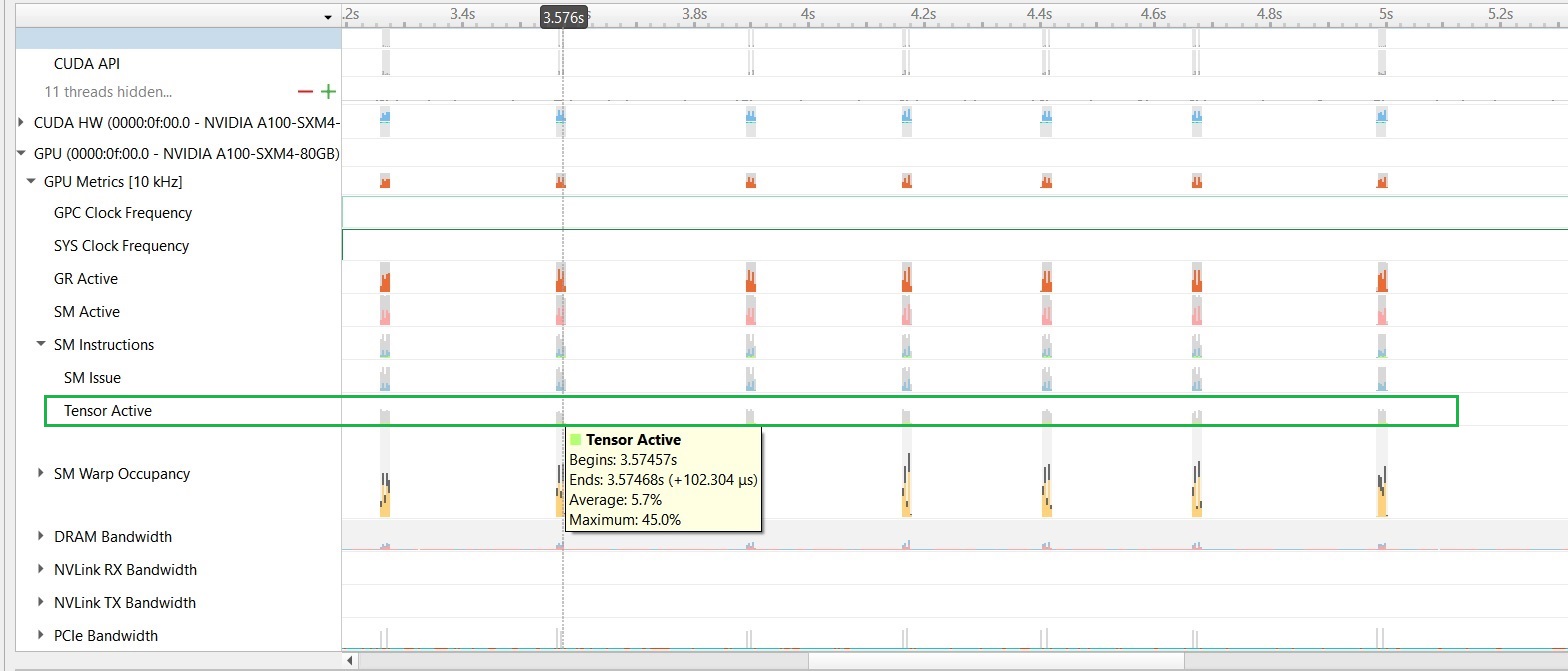 .2s 3.4s 3.576s s 3.8s 4s 4.2s 4.4s 4.6s 4.8s 5s 5.2s
CUDA API
11 threads hidden...
CUDA HW (0000:0f:00.0 - NVIDIA A100-SXM4-
GPU (0000:0f:00.0 - NVIDIA A100-SXM4-80GB)
GPU Metrics [10 kHz]
GPC Clock Frequency
SYS Clock Frequency
GR Active
SM Active
SM Instructions
SM Issue
Tensor Active
Tensor Active
Begins: 3.57457s
Ends: 3.57468s (+102.304 µs)
Average: 5.7%
Maximum: 45.0%
SM Warp Occupancy
DRAM Bandwidth
NVLink RX Bandwidth
NVLink TX Bandwidth
PCIe Bandwidth